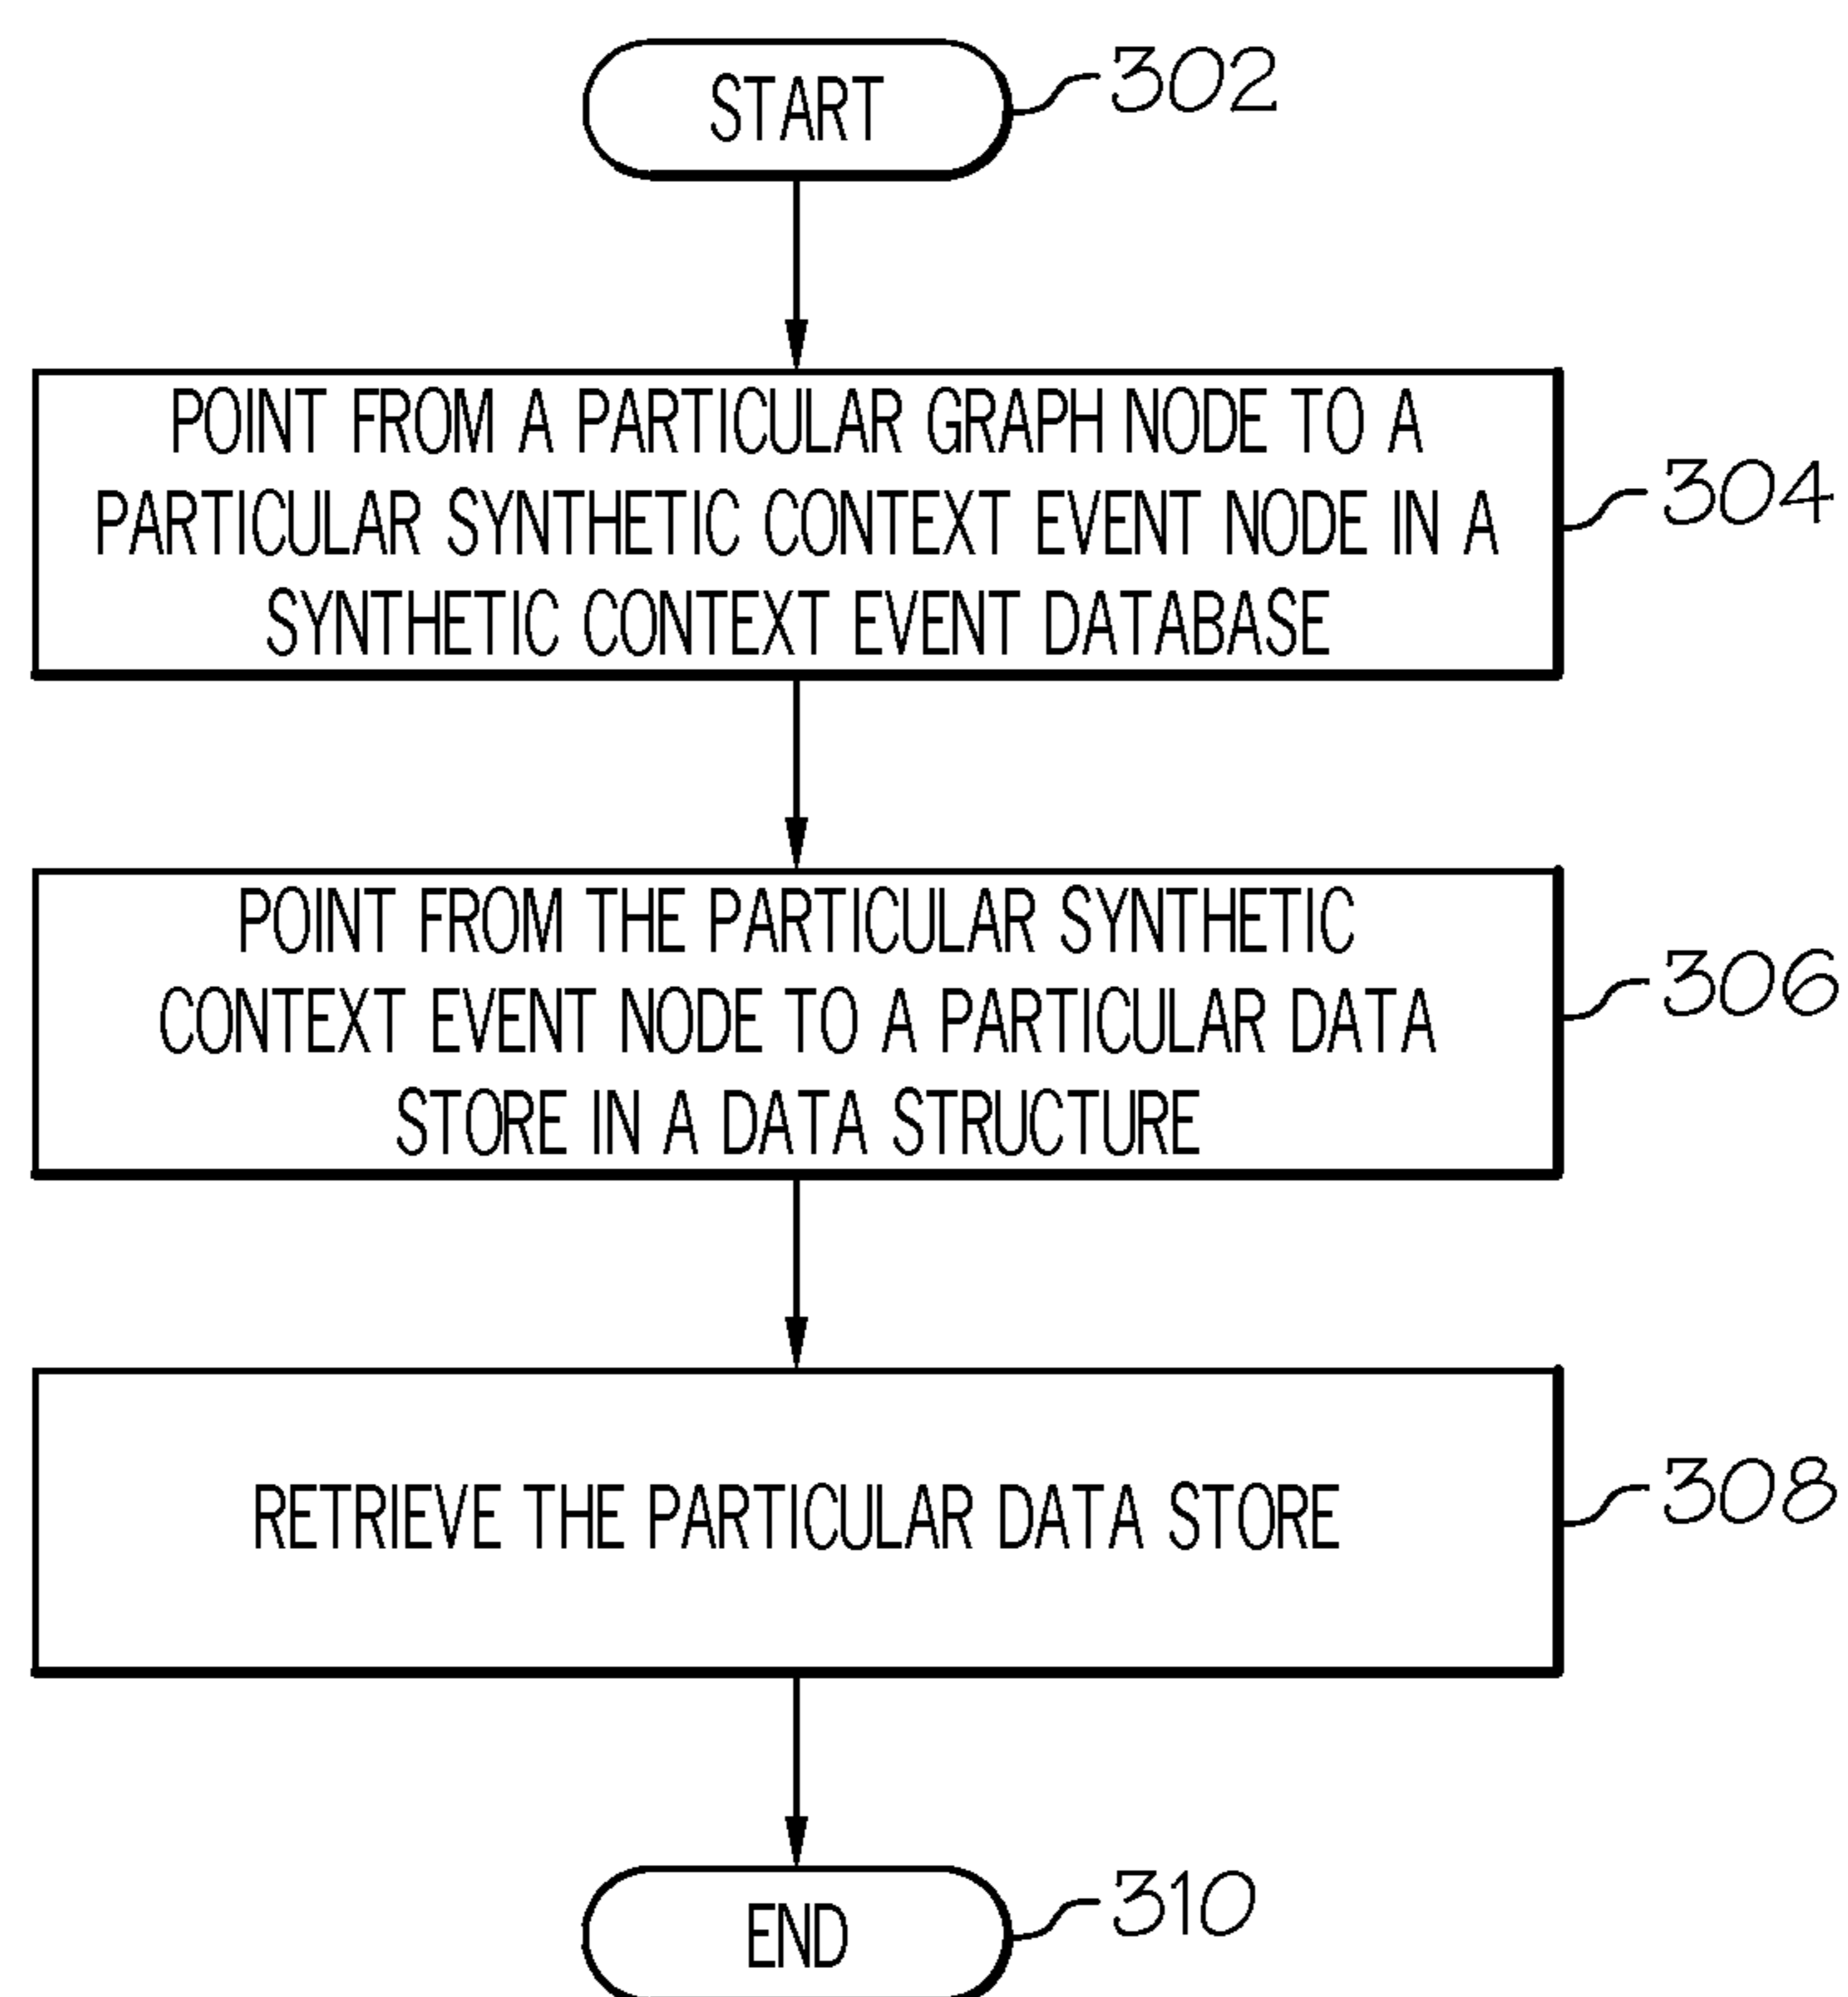 START
302
POINT FROM A PARTICULAR GRAPH NODE TO A
PARTICULAR SYNTHETIC CONTEXT EVENT NODE IN A
SYNTHETIC CONTEXT EVENT DATABASE
304
POINT FROM THE PARTICULAR SYNTHETIC
CONTEXT EVENT NODE TO A PARTICULAR DATA
STORE IN A DATA STRUCTURE
306
RETRIEVE THE PARTICULAR DATA STORE
308
END
310